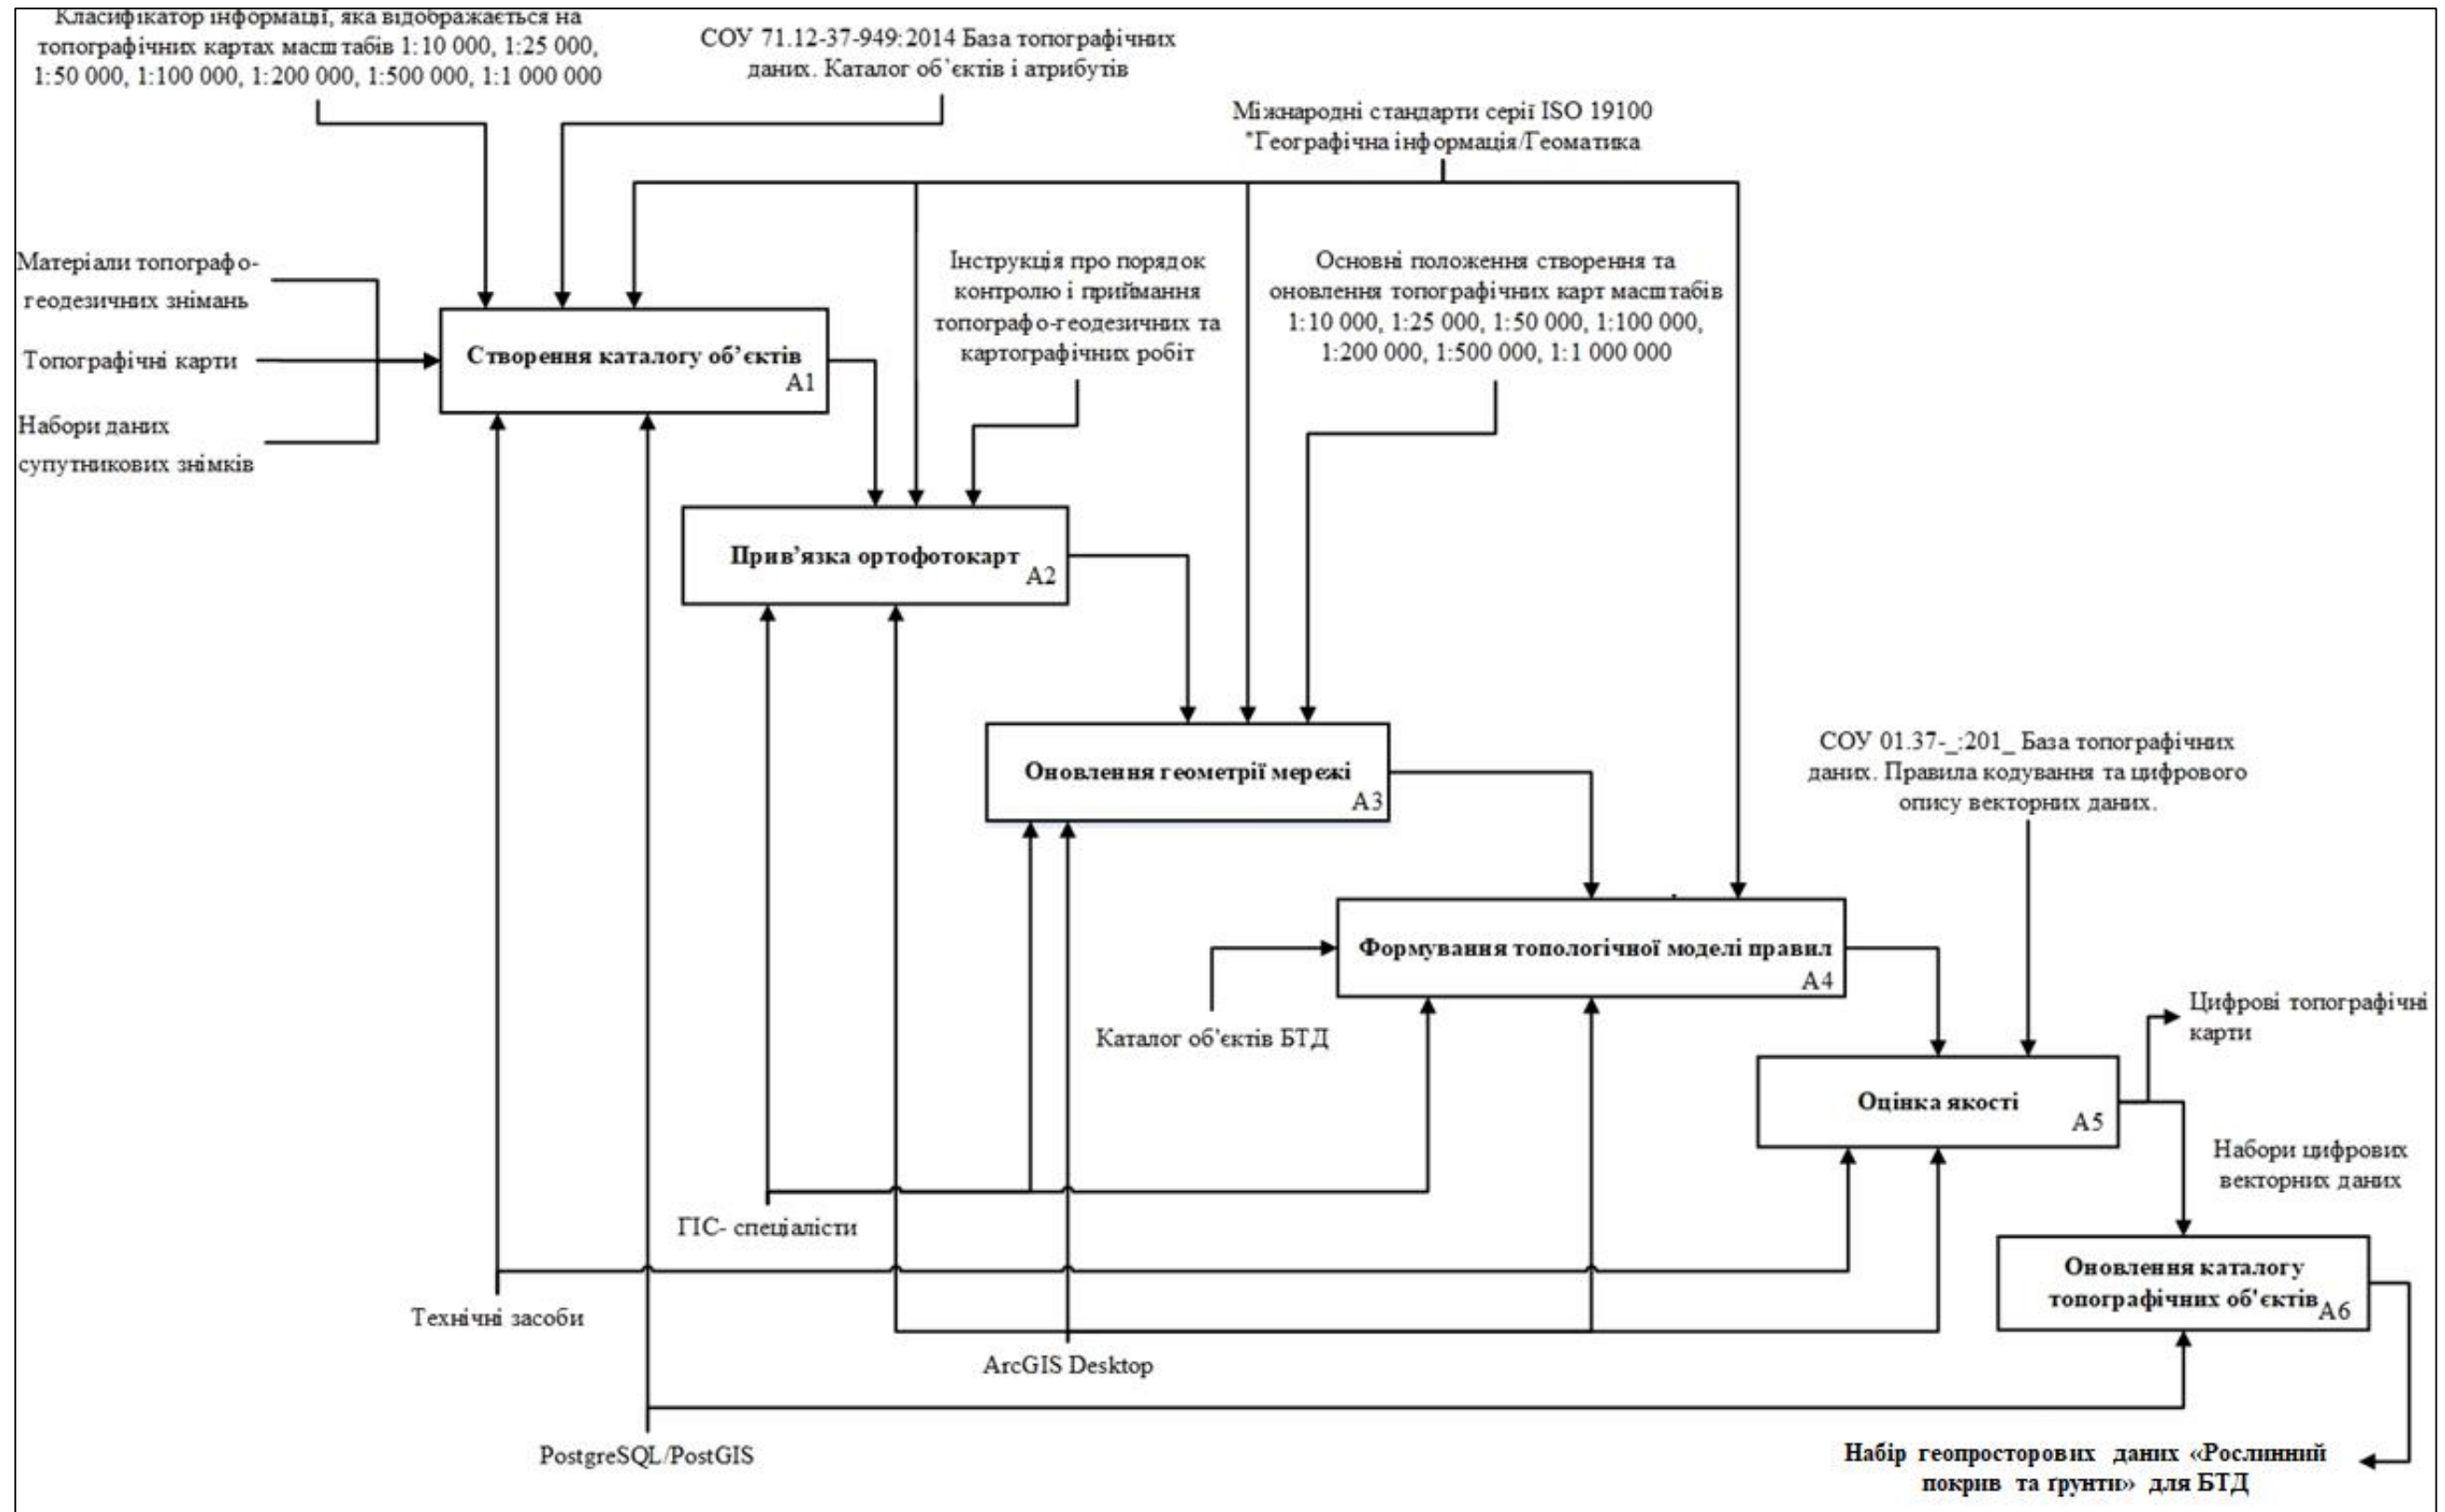 Класифікатор інформації, яка відображається на
топографічних картах масштабів 1:10 000, 1:25 000,
1:50 000, 1:100 000, 1:200 000, 1:500 000, 1:1 000 000
СОУ 71.12-37-949:2014 База топографічних
даних. Каталог об’єктів і атрибутів
Міжнародні стандарти серії ISO 19100
"Географічна інформація/Геоматика
Матеріали топографо-
геодезичних знімань
Топографічні карти
Набори даних
супутникових знімків
Інструкція про порядок
контролю і приймання
топографо-геодезичних та
картографічних робіт
Основні положення створення та
оновлення топографічних карт масштабів
1:10 000, 1:25 000, 1:50 000, 1:100 000,
1:200 000, 1:500 000, 1:1 000 000
Створення каталогу об’єктів
А1
Прив’язка ортофотокарт
А2
Оновлення геометрії мережі
А3
СОУ 01.37-_:201_ База топографічних
даних. Правила кодування та цифрового
опису векторних даних.
Формування топологічної моделі правил
А4
Каталог об’єктів БТД
Цифрові топографічні
карти
Оцінка якості
А5
Набори цифрових
векторних даних
ГІС- спеціалісти
Оновлення каталогу
топографічних об'єктів
А6
Технічні засоби
ArcGIS Desktop
PostgreSQL/PostGIS
Набір геопросторових даних «Рослинний
покрив та ґрунти» для БТД